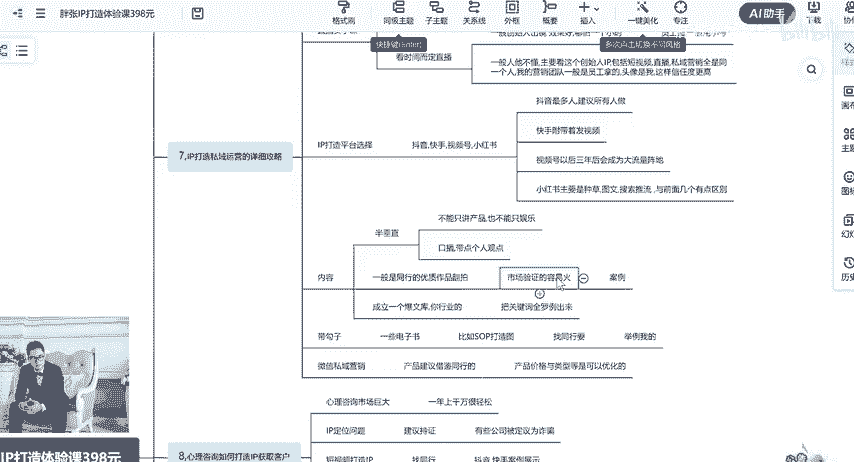 胖张IP打造体验课398元
格式刷
同级主题
子主题
关系线
外框
概要
插入
一键美化
专注
AI助手
下载
快捷键(Enter)
多次点击切换不同风格
看时间而定直播
一般人他不懂,主要看这个创始人IP,包括短视频,直播,私域营销全是同
一个人,我的营销团队一般是员工拿的,头像是我,这样信任度更高
7,IP打造私域运营的详细攻略
IP打造平台选择
抖音,快手,视频号,小红书
抖音最多人,建议所有人做
快手附带着发视频
视频号以后三年后会成为大流量阵地
小红书主要是种草,图文,搜索推流,与前面几个有点区别
内容
半垂直
不能只讲产品,也不能只娱乐
口播,带点个人观点
一般是同行的优质作品翻拍
市场验证的容易火
案例
成立一个爆文库,你行业的
把关键词全罗例出来
带勾子
一些电子书
比如SOP打造图
找同行要
举例我的
微信私域营销
产品建议借游同行的
产品价格与类型等是可以优化的
8,心理咨询如何打造IP获取客户
心理咨询市场巨大
一年上千万很轻松
IP定位问题
建议持证
有些公司被定议为诈骗
短视频打造IP
找同行
抖音,快手案例展示
IP打造体验课398元